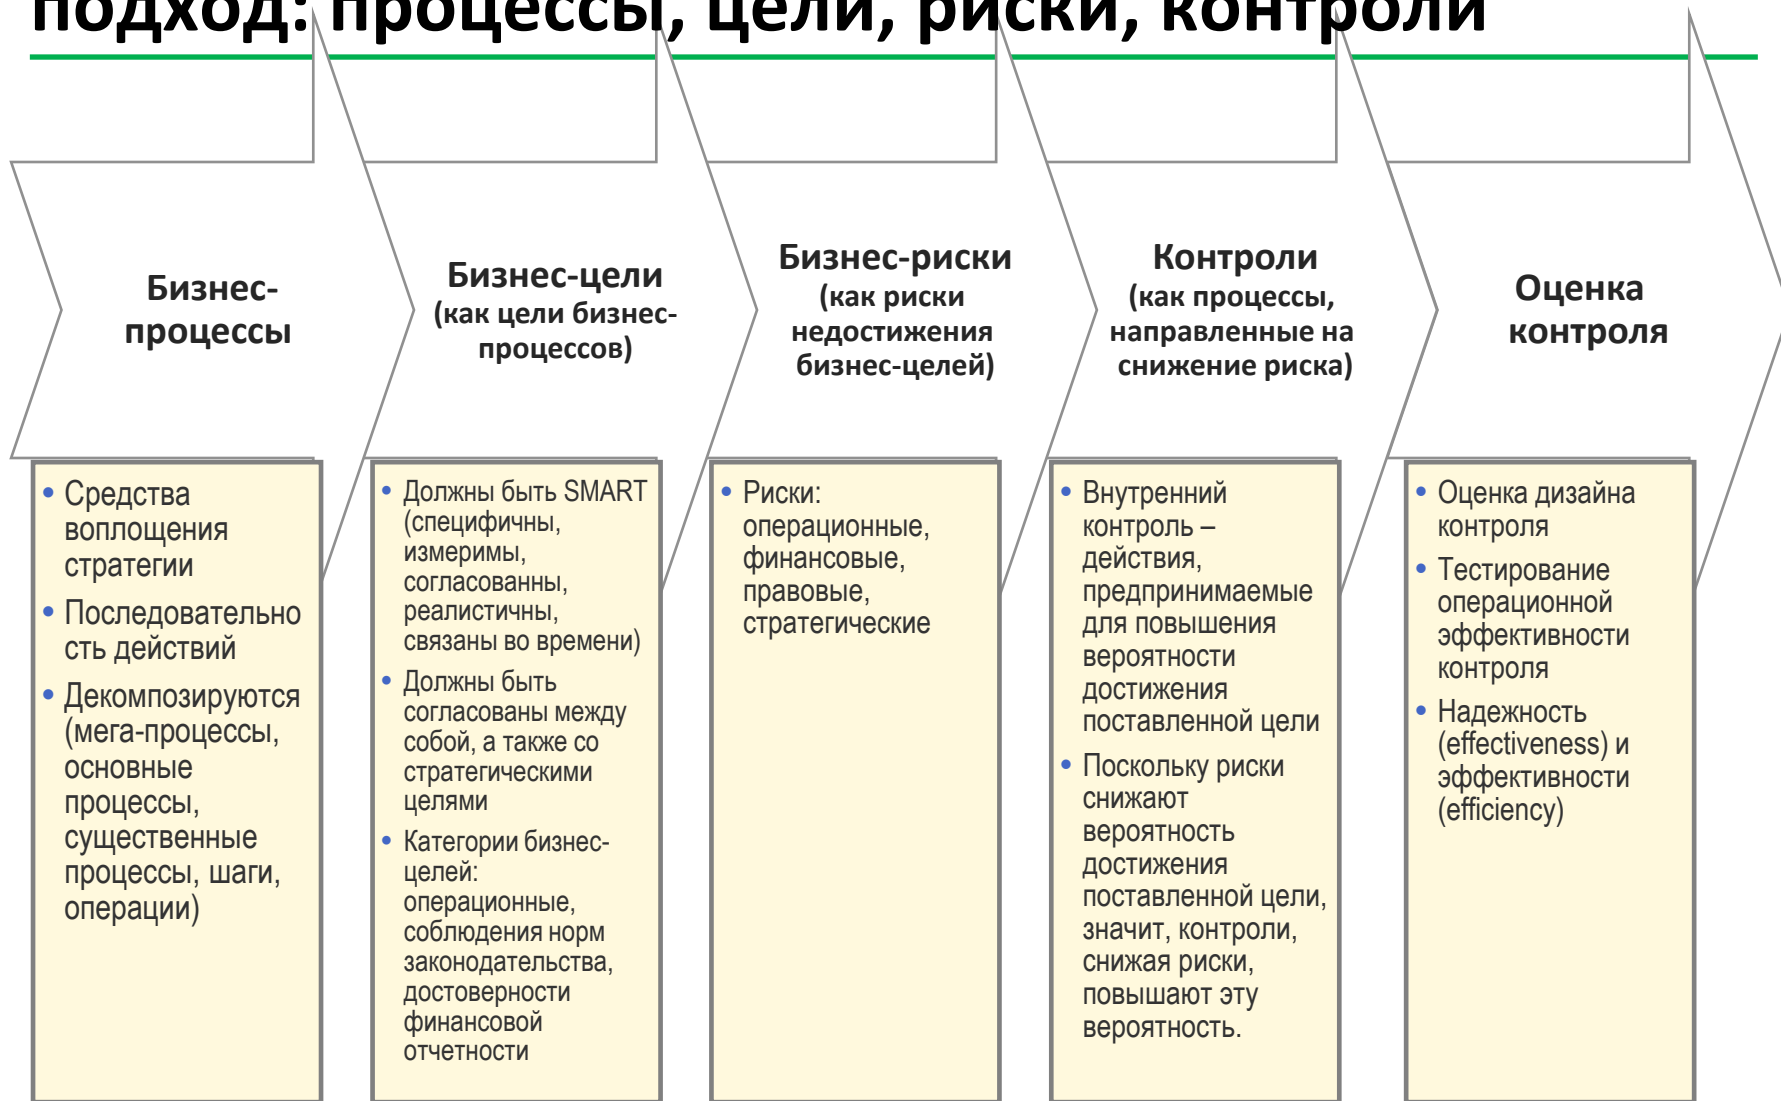 подход: процессы, цели, риски, контроли
Бизнес-
процессы
Бизнес-цели
(как цели бизнес-
процессов)
Бизнес-риски
(как риски
недостижения
бизнес-целей)
Контроли
(как процессы,
направленные на
снижение риска)
Оценка
контроля
• Средства
воплощения
стратегии
• Последовательно
сть действий
• Декомпозируются
(мега-процессы,
основные
процессы,
существенные
процессы, шаги,
операции)
• Должны быть SMART
(специфичны,
измеримы,
согласованны,
реалистичны,
связаны во времени)
• Должны быть
согласованы между
собой, а также со
стратегическими
целями
• Категории бизнес-
целей:
операционные,
соблюдения норм
законодательства,
достоверности
финансовой
отчетности
• Риски:
операционные,
финансовые,
правовые,
стратегические
• Внутренний
контроль –
действия,
предпринимаемые
для повышения
вероятности
достижения
поставленной цели
• Поскольку риски
снижают
вероятность
достижения
поставленной цели,
значит, контроли,
снижая риски,
повышают эту
вероятность.
• Оценка дизайна
контроля
• Тестирование
операционной
эффективности
контроля
• Надежность
(effectiveness) и
эффективности
(efficiency)